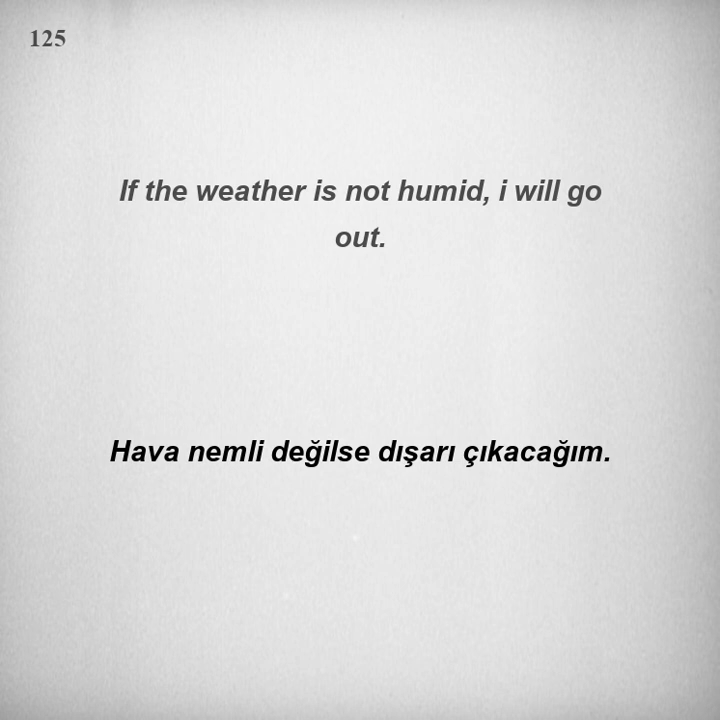 125
If the weather is not humid, i will go
out.
Hava nemli değilse dışarı çıkacağım.